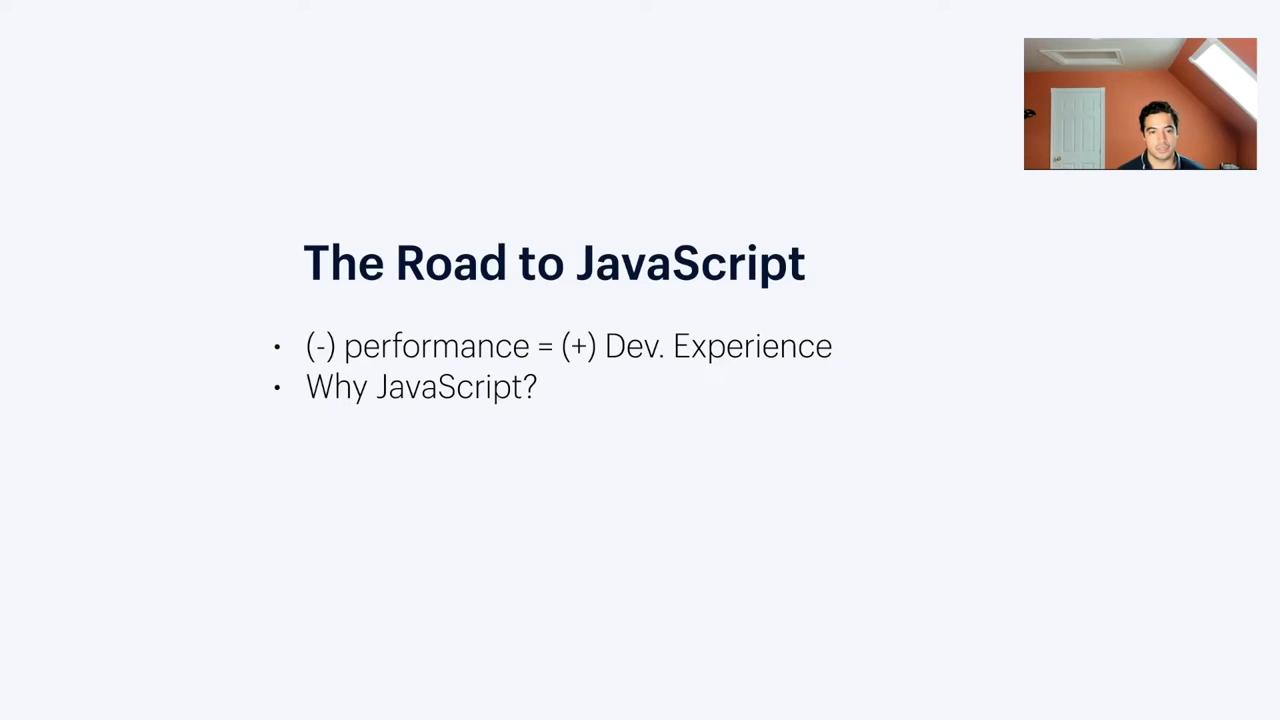 The Road to JavaScript
• (-) performance = (+) Dev. Experience
• Why JavaScript?